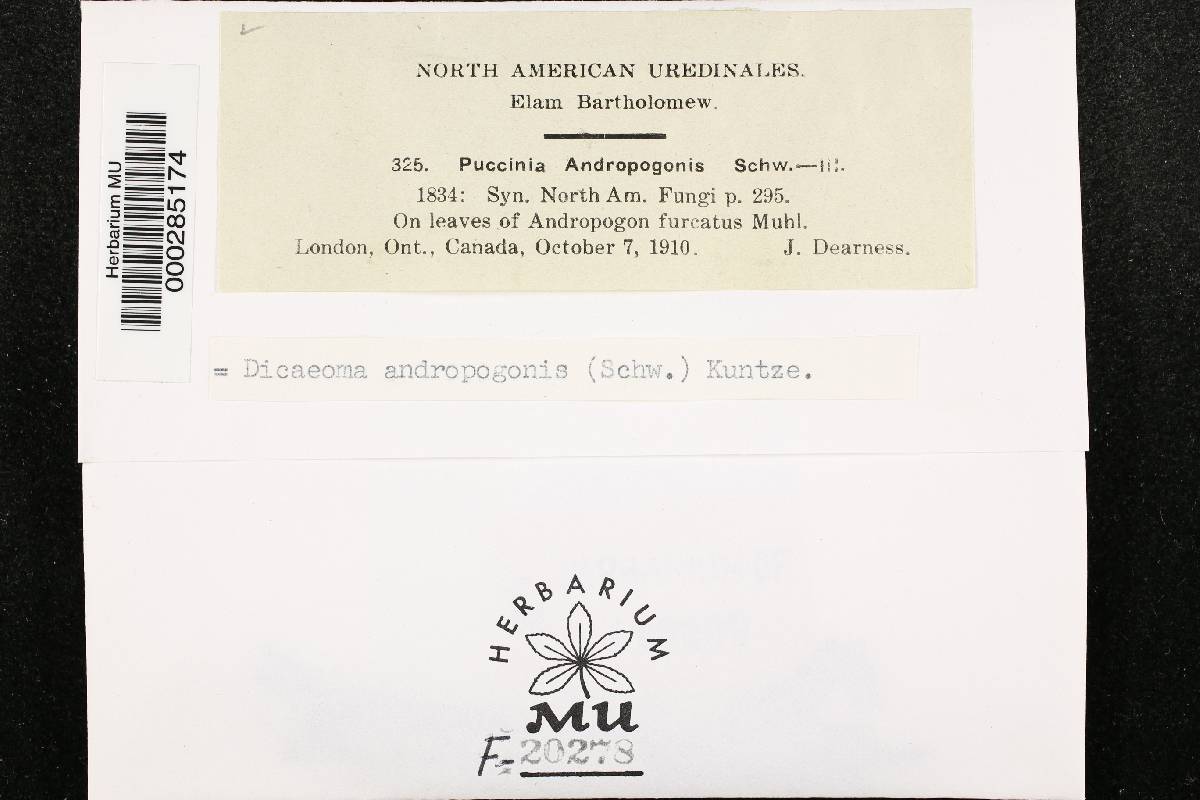 NORTH AMERICAN UREDINALES.
Elam Bartholomew.
325. Puccinia Andropogonis Schw.—III.
1834: Syn. North Am. Fungi p. 295.
On leaves of Andropogon furcatus Muhl.
London, Ont., Canada, October 7, 1910. J. Dearness.
Herbarium MU
000285174
= Dicaeoma andropogonis (Schw.) Kuntze.
HERBARIUM
MU
F-20278